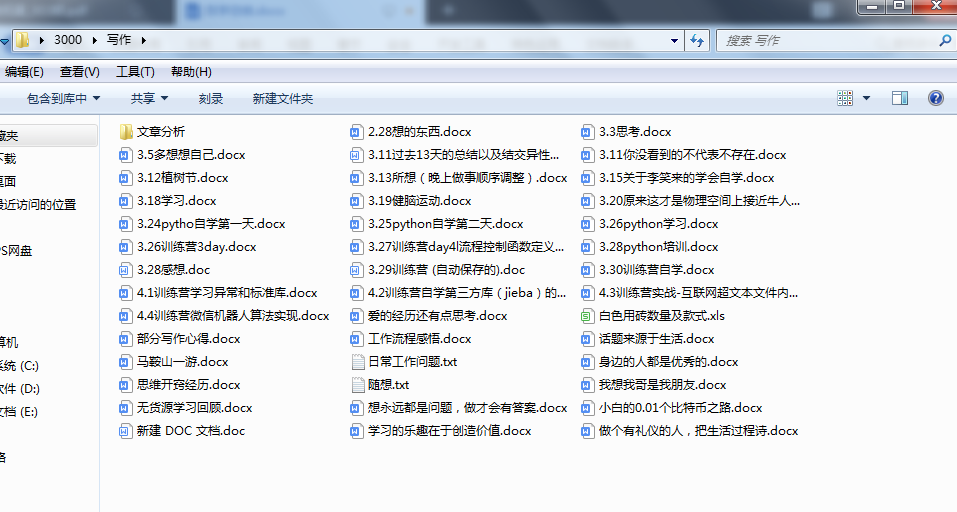 3000 写作
搜索 写作
编辑(E) 查看(V) 工具(T) 帮助(H)
包含到库中 共享 刻录 新建文件夹
藏夹
下载
桌面
最近访问的位置
PS网盘
算机
系统 (C:)
软件 (D:)
文档 (E:)
络
文章分析 2.28想的东西.docx 3.3思考.docx
3.5多想想自己.docx 3.11过去13天的总结以及结交异性... 3.11你没看到的不代表不存在.docx
3.12植树节.docx 3.13所想（晚上做事顺序调整）.docx 3.15关于李笑来的学会自学.docx
3.18学习.docx 3.19健脑运动.docx 3.20原来这才是物理空间上接近牛人...
3.24pytho自学第一天.docx 3.25python自学第二天.docx 3.26python学习.docx
3.26训练营3day.docx 3.27训练营day4l流程控制函数定义... 3.28python培训.docx
3.28感想.doc 3.29训练营 (自动保存的).doc 3.30训练营自学.docx
4.1训练营学习异常和标准库.docx 4.2训练营自学第三方库（jieba）的... 4.3训练营实战-互联网超文本文件内...
4.4训练营微信机器人算法实现.docx 爱的经历还有点思考.docx 白色用砖数量及款式.xls
部分写作心得.docx 工作流程感悟.docx 话题来源于生活.docx
马鞍山一游.docx 日常工作问题.txt 身边的人都是优秀的.docx
思维开窍经历.docx 随想.txt 我想我哥是我朋友.docx
无货源学习回顾.docx 想永远都是问题，做才会有答案.docx 小白的0.01个比特币之路.docx
新建 DOC 文档.doc 学习的乐趣在于创造价值.docx 做个有礼仪的人，把生活过程诗.docx